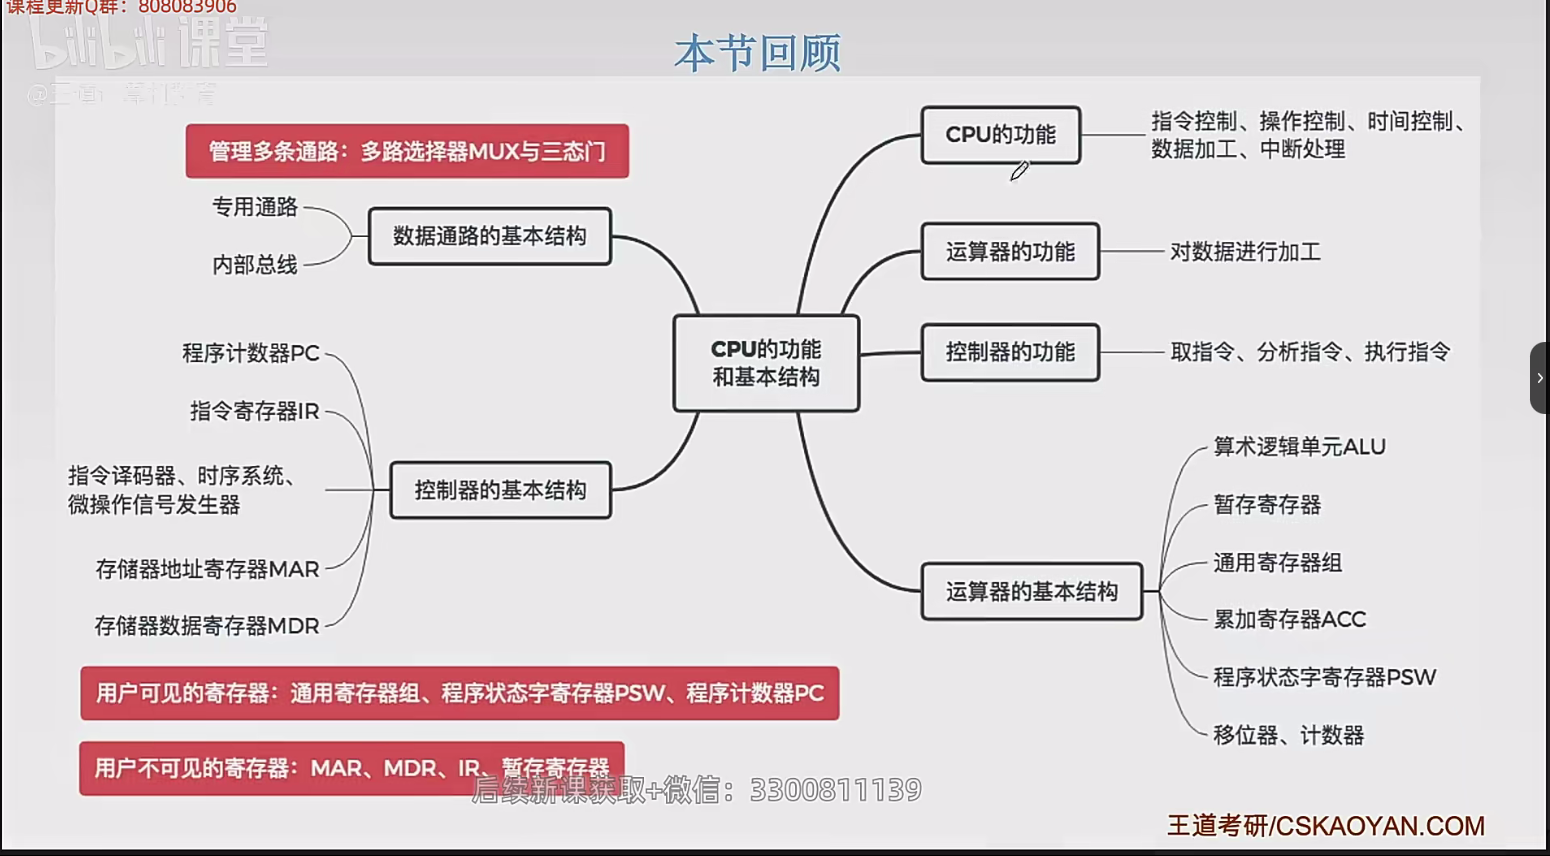 课程更新Q群：808083906
bilibili 课堂
本节回顾
管理多条通路：多路选择器MUX与三态门
专用通路
内部总线
数据通路的基本结构
程序计数器PC
指令寄存器IR
指令译码器、时序系统、
微操作信号发生器
存储器地址寄存器MAR
存储器数据寄存器MDR
控制器的基本结构
CPU的功能
和基本结构
CPU的功能
指令控制、操作控制、时间控制、
数据加工、中断处理
运算器的功能
对数据进行加工
控制器的功能
取指令、分析指令、执行指令
运算器的基本结构
算术逻辑单元ALU
暂存寄存器
通用寄存器组
累加寄存器ACC
程序状态字寄存器PSW
移位器、计数器
用户可见的寄存器：通用寄存器组、程序状态字寄存器PSW、程序计数器PC
用户不可见的寄存器：MAR、MDR、IR、暂存寄存器
后续新课获取+微信：3300811139
王道考研/CSKAOYAN.COM